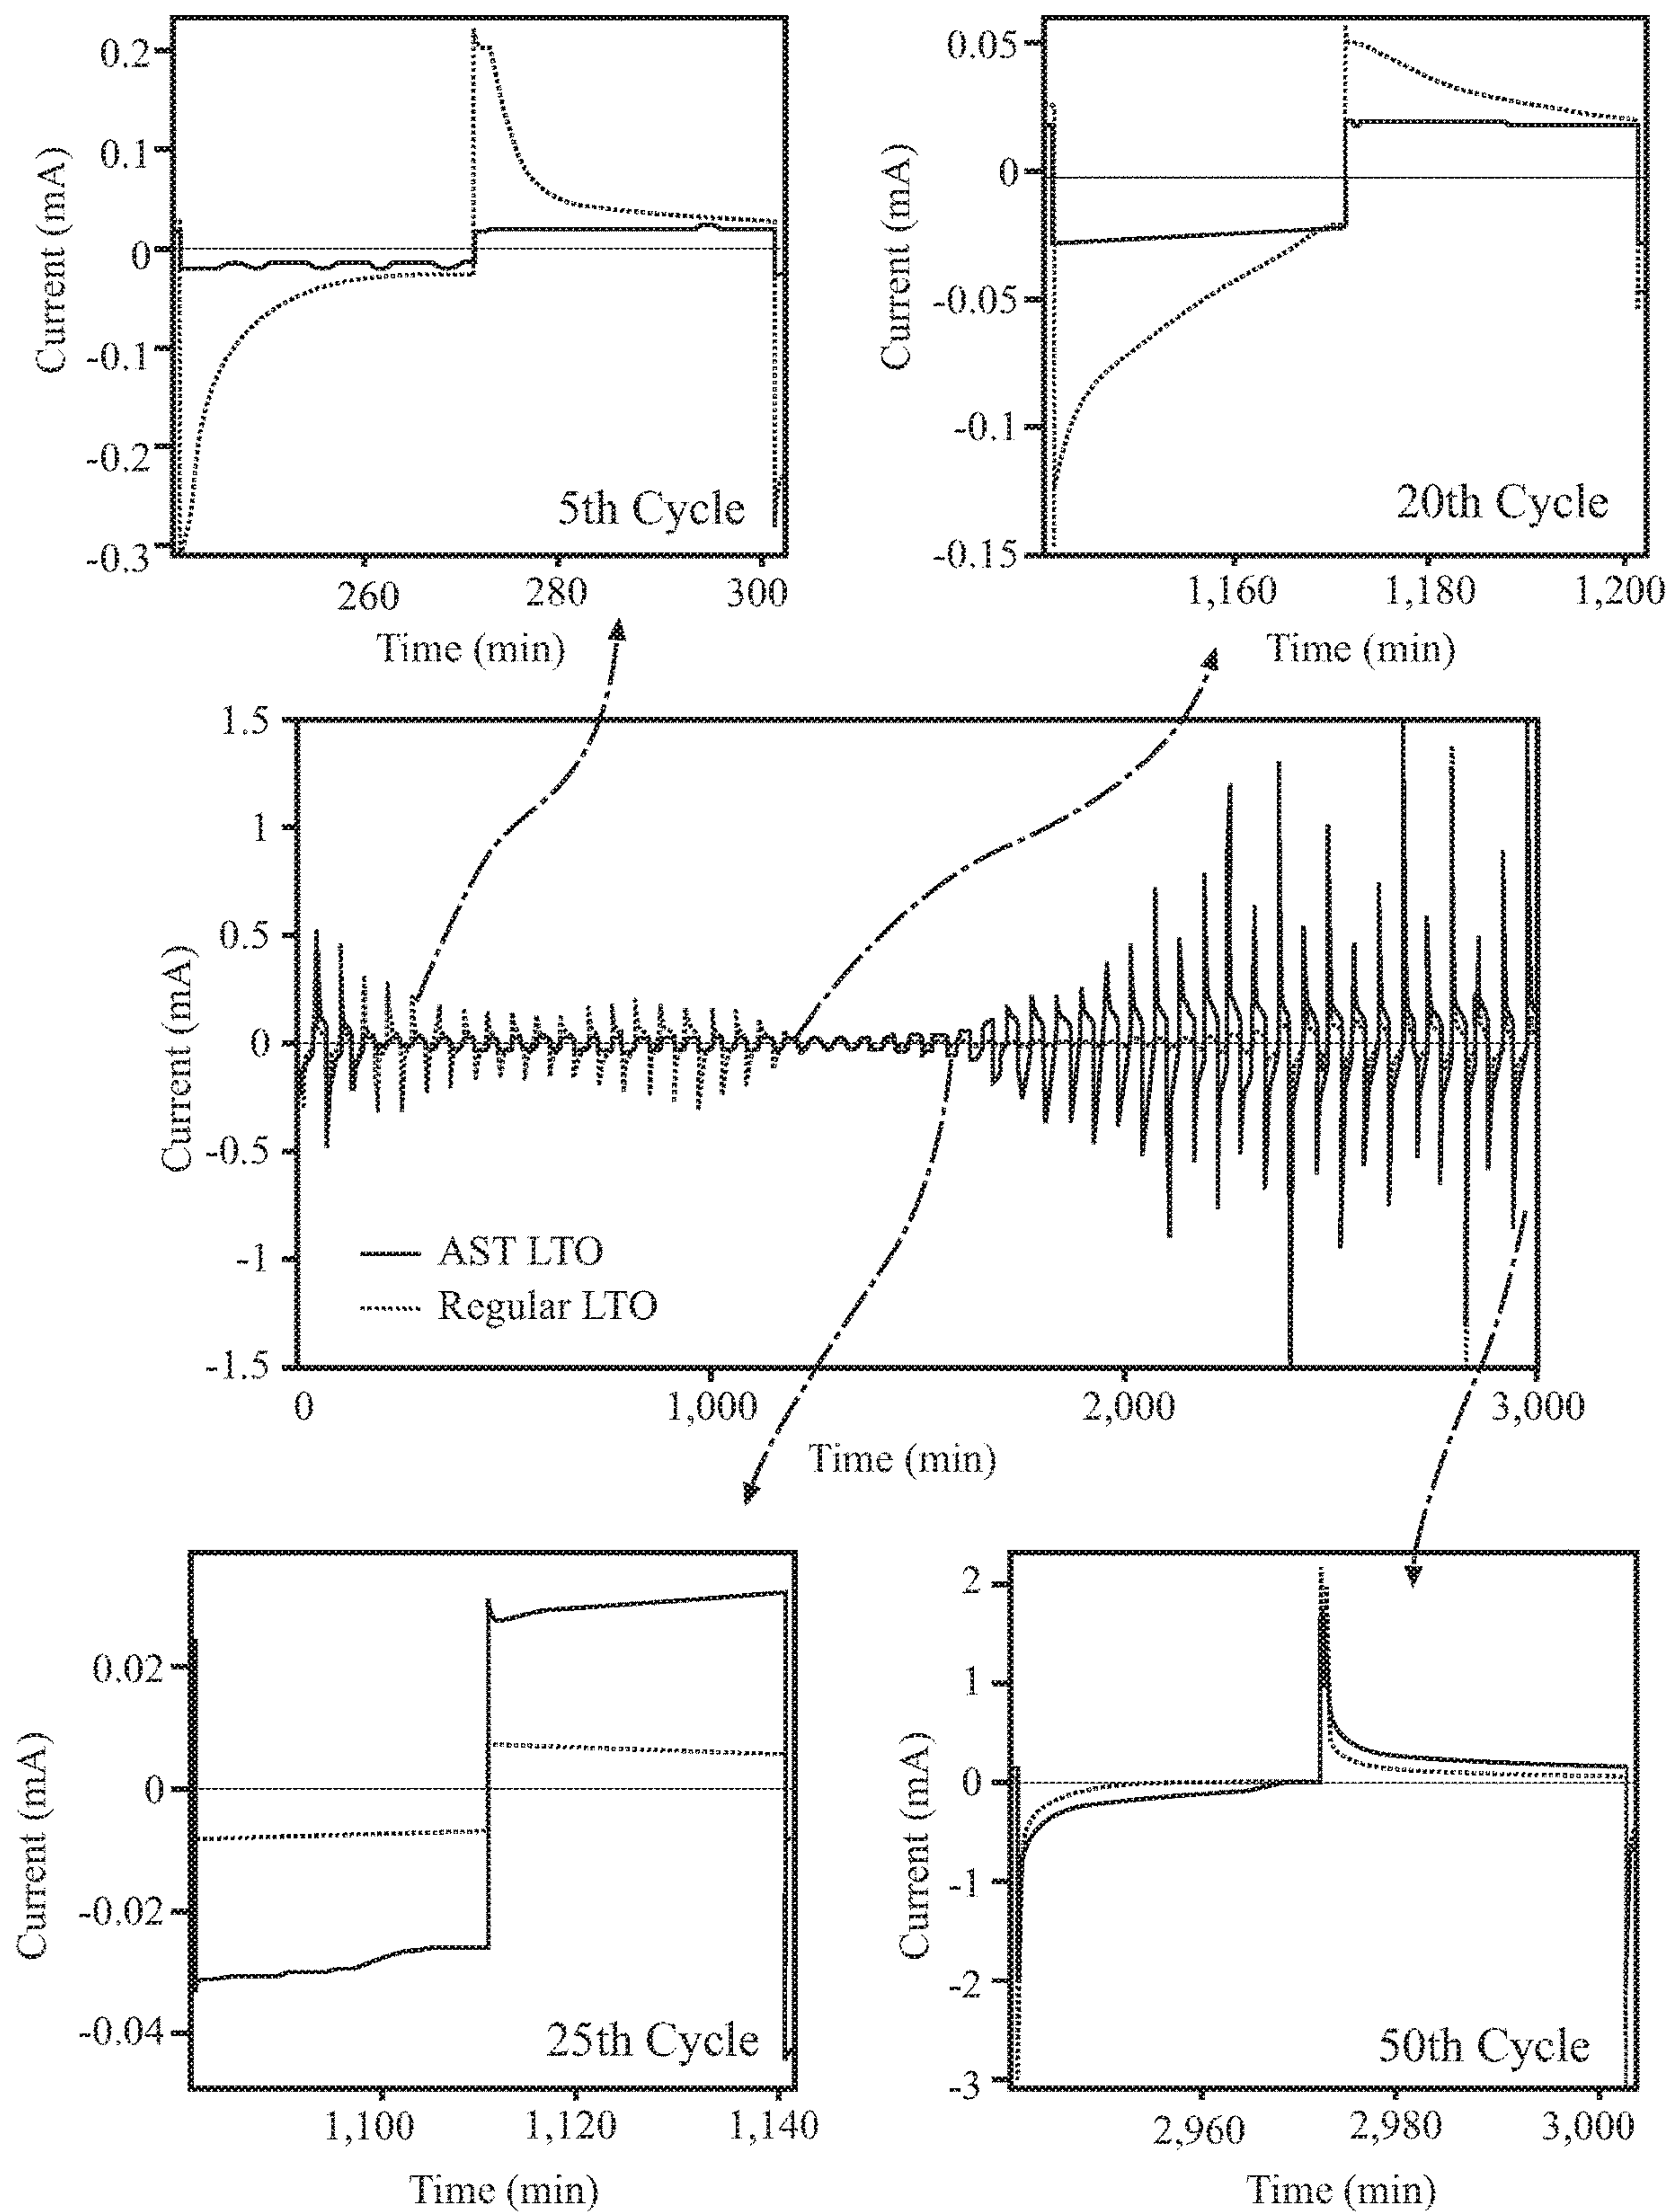 0.2
0.1
0
-0.1
-0.2
-0.3
Current (mA)
5th Cycle
260 280 300
Time (min)
0.05
0
-0.05
-0.1
-0.15
Current (mA)
20th Cycle
1,160 1,180 1,200
Time (min)
1.5
1
0.5
0
-0.5
-1
-1.5
Current (mA)
AST LTO
Regular LTO
0 1,000 2,000 3,000
Time (min)
0.02
0
-0.02
-0.04
Current (mA)
25th Cycle
1,100 1,120 1,140
Time (min)
2
1
0
-1
-2
-3
Current (mA)
50th Cycle
2,960 2,980 3,000
Time (min)